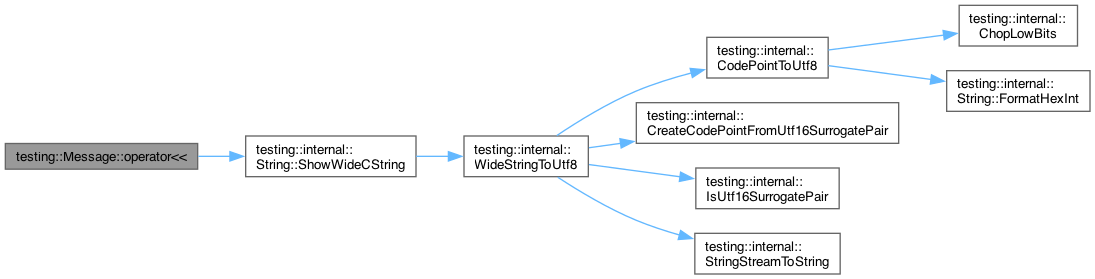 testing::Message::operator<<
testing::internal::
String::ShowWideCString
testing::internal::
WideStringToUtf8
testing::internal::
CodePointToUtf8
testing::internal::
ChopLowBits
testing::internal::
String::FormatHexInt
testing::internal::
CreateCodePointFromUtf16SurrogatePair
testing::internal::
IsUtf16SurrogatePair
testing::internal::
StringStreamToString